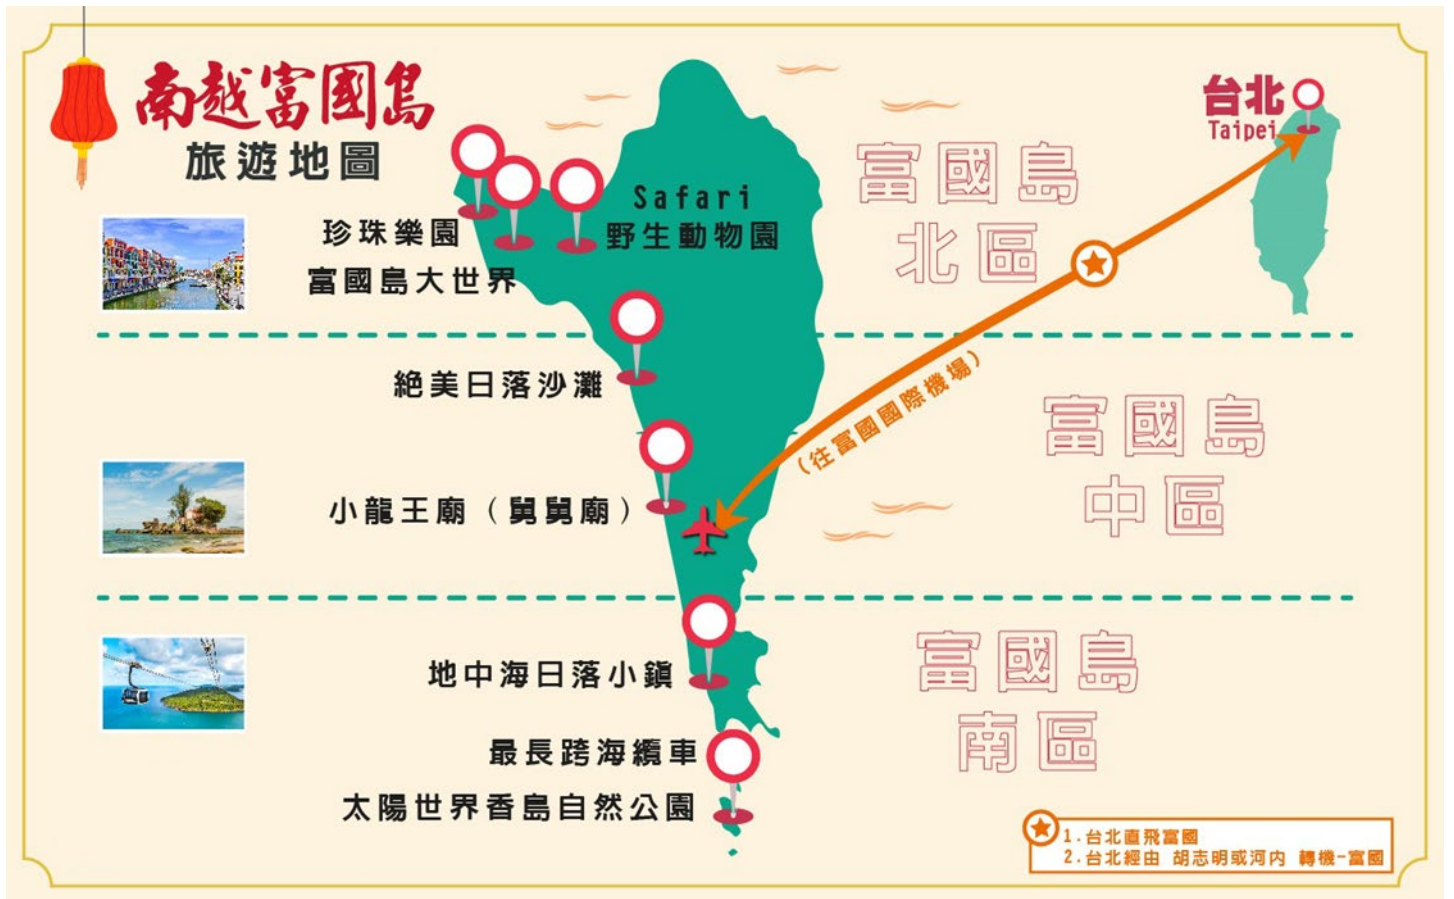 南越富國島
旅遊地圖
台北
Taipei
富國島
北區
Safari
野生動物園
珍珠樂園
富國島大世界
絕美日落沙灘
(往富國國際機場)
富國島
中區
小龍王廟（舅舅廟）
富國島
南區
地中海日落小鎮
最長跨海纜車
太陽世界香島自然公園
1.台北直飛富國
2.台北經由 胡志明或河內 轉機-富國